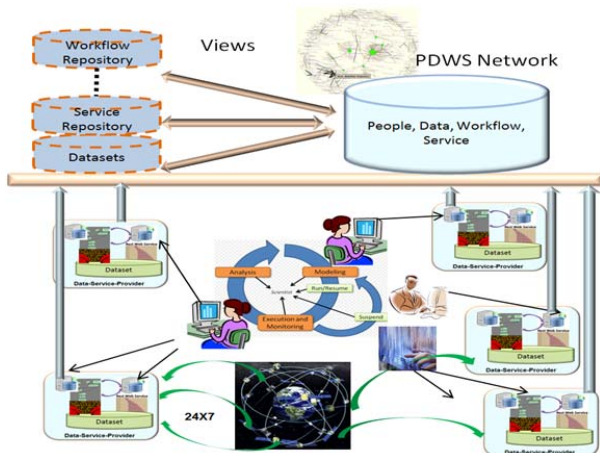 Workflow
Repository
Views
PDWS Network
Service
Repository
Datasets
People, Data, Workflow,
Service
Dataset
Data-Service-Provider
Dataset
Data-Service-Provider
Analysis
Modeling
Scientist
Run/Resume
Execution and
Monitoring
Suspend
Dataset
Data-Service-Provider
Dataset
Data-Service-Provider
24X7
Dataset
Data-Service-Provider